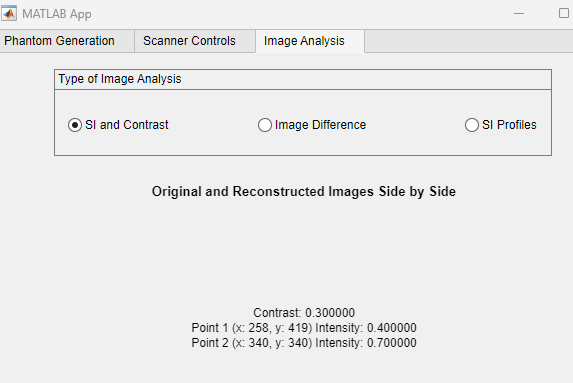 MATLAB App
Phantom Generation Scanner Controls Image Analysis
Type of Image Analysis
SI and Contrast Image Difference SI Profiles
Original and Reconstructed Images Side by Side
Contrast: 0.300000
Point 1 (x: 258, y: 419) Intensity: 0.400000
Point 2 (x: 340, y: 340) Intensity: 0.700000